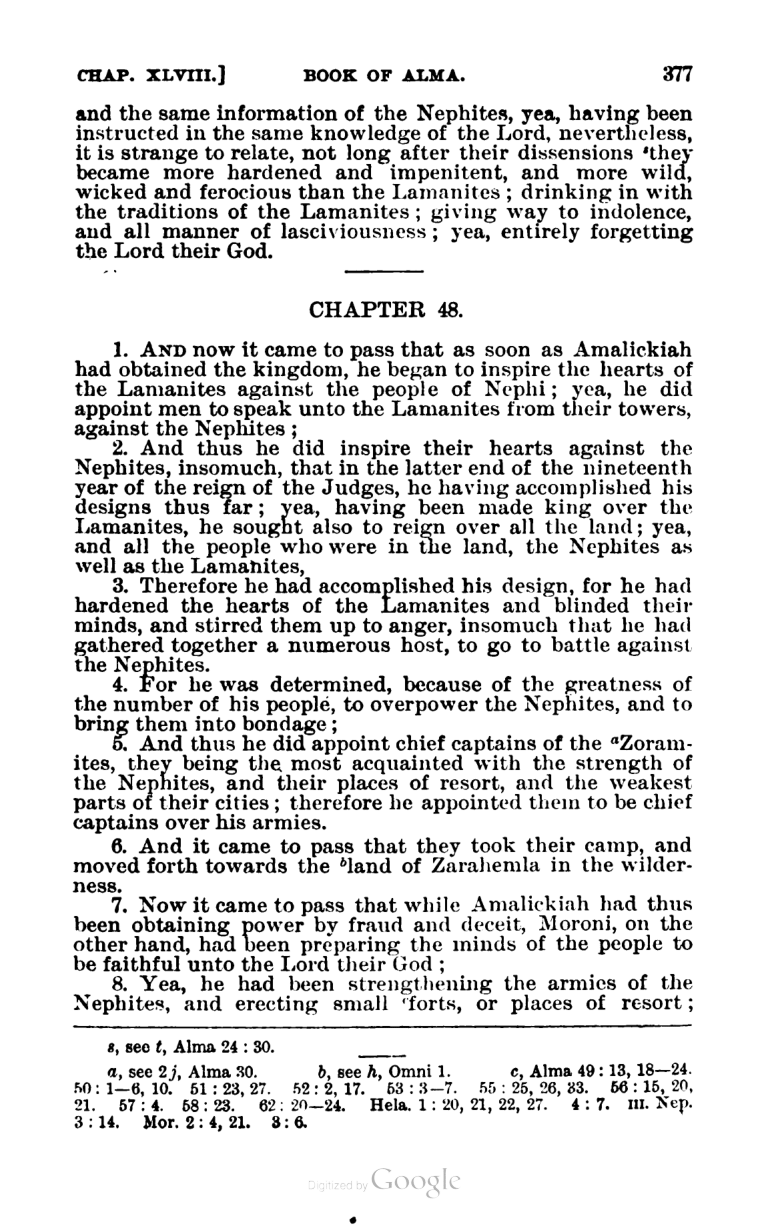 CHAP. XLVIII.] BOOK OF ALMA. 377
and the same information of the Nephites, yea, having been
instructed in the same knowledge of the Lord, nevertheless,
it is strange to relate, not long after their dissensions ˢthey
became more hardened and impenitent, and more wild,
wicked and ferocious than the Lamanites; drinking in with
the traditions of the Lamanites; giving way to indolence,
and all manner of lasciviousness; yea, entirely forgetting
the Lord their God.
CHAPTER 48.
1. AND now it came to pass that as soon as Amalickiah
had obtained the kingdom, he began to inspire the hearts of
the Lamanites against the people of Nephi; yea, he did
appoint men to speak unto the Lamanites from their towers,
against the Nephites;
2. And thus he did inspire their hearts against the
Nephites, insomuch, that in the latter end of the nineteenth
year of the reign of the Judges, he having accomplished his
designs thus far; yea, having been made king over the
Lamanites, he sought also to reign over all the land; yea,
and all the people who were in the land, the Nephites as
well as the Lamanites,
3. Therefore he had accomplished his design, for he had
hardened the hearts of the Lamanites and blinded their
minds, and stirred them up to anger, insomuch that he had
gathered together a numerous host, to go to battle against
the Nephites.
4. For he was determined, because of the greatness of
the number of his people, to overpower the Nephites, and to
bring them into bondage;
5. And thus he did appoint chief captains of the ᵃZoram-
ites, they being the most acquainted with the strength of
the Nephites, and their places of resort, and the weakest
parts of their cities; therefore he appointed them to be chief
captains over his armies.
6. And it came to pass that they took their camp, and
moved forth towards the ᵇland of Zarahemla in the wilder-
ness.
7. Now it came to pass that while Amalickiah had thus
been obtaining power by fraud and deceit, Moroni, on the
other hand, had been preparing the minds of the people to
be faithful unto the Lord their God;
8. Yea, he had been strengthening the armies of the
Nephites, and erecting small ᶜforts, or places of resort;
s, see t, Alma 24 : 30.
a, see 2j, Alma 30. b, see h, Omni 1. c, Alma 49 : 13, 18—24.
50 : 1—6, 10. 51 : 23, 27. 52 : 2, 17. 53 : 3—7. 55 : 25, 26, 33. 56 : 15, 20,
21. 57 : 4. 58 : 23. 62 : 20—24. Hela. 1 : 20, 21, 22, 27. 4 : 7. III. Nep.
3 : 14. Mor. 2 : 4, 21. 3 : 6.
Digitized by Google